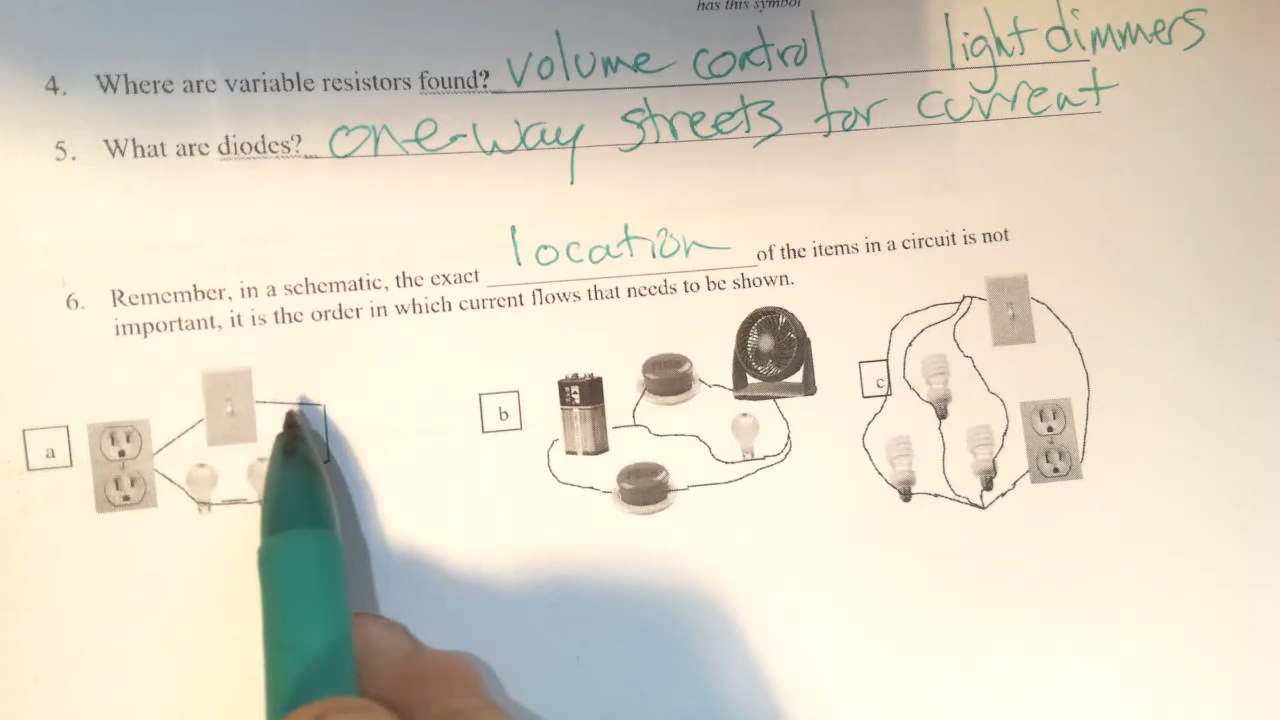 has this symbol
4. Where are variable resistors found? volume control light dimmers
5. What are diodes? one-way streets for current
6. Remember, in a schematic, the exact location of the items in a circuit is not
important, it is the order in which current flows that needs to be shown.
a
b
c